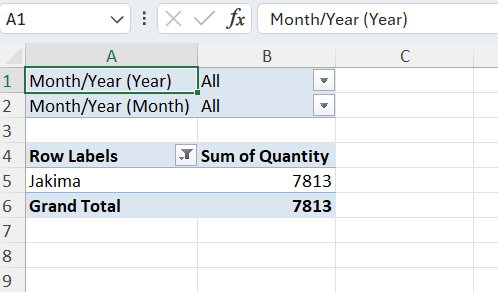 A1 fx Month/Year (Year)
A B C
1 Month/Year (Year) All
2 Month/Year (Month) All
3
4 Row Labels Sum of Quantity
5 Jakima 7813
6 Grand Total 7813
7
8
9